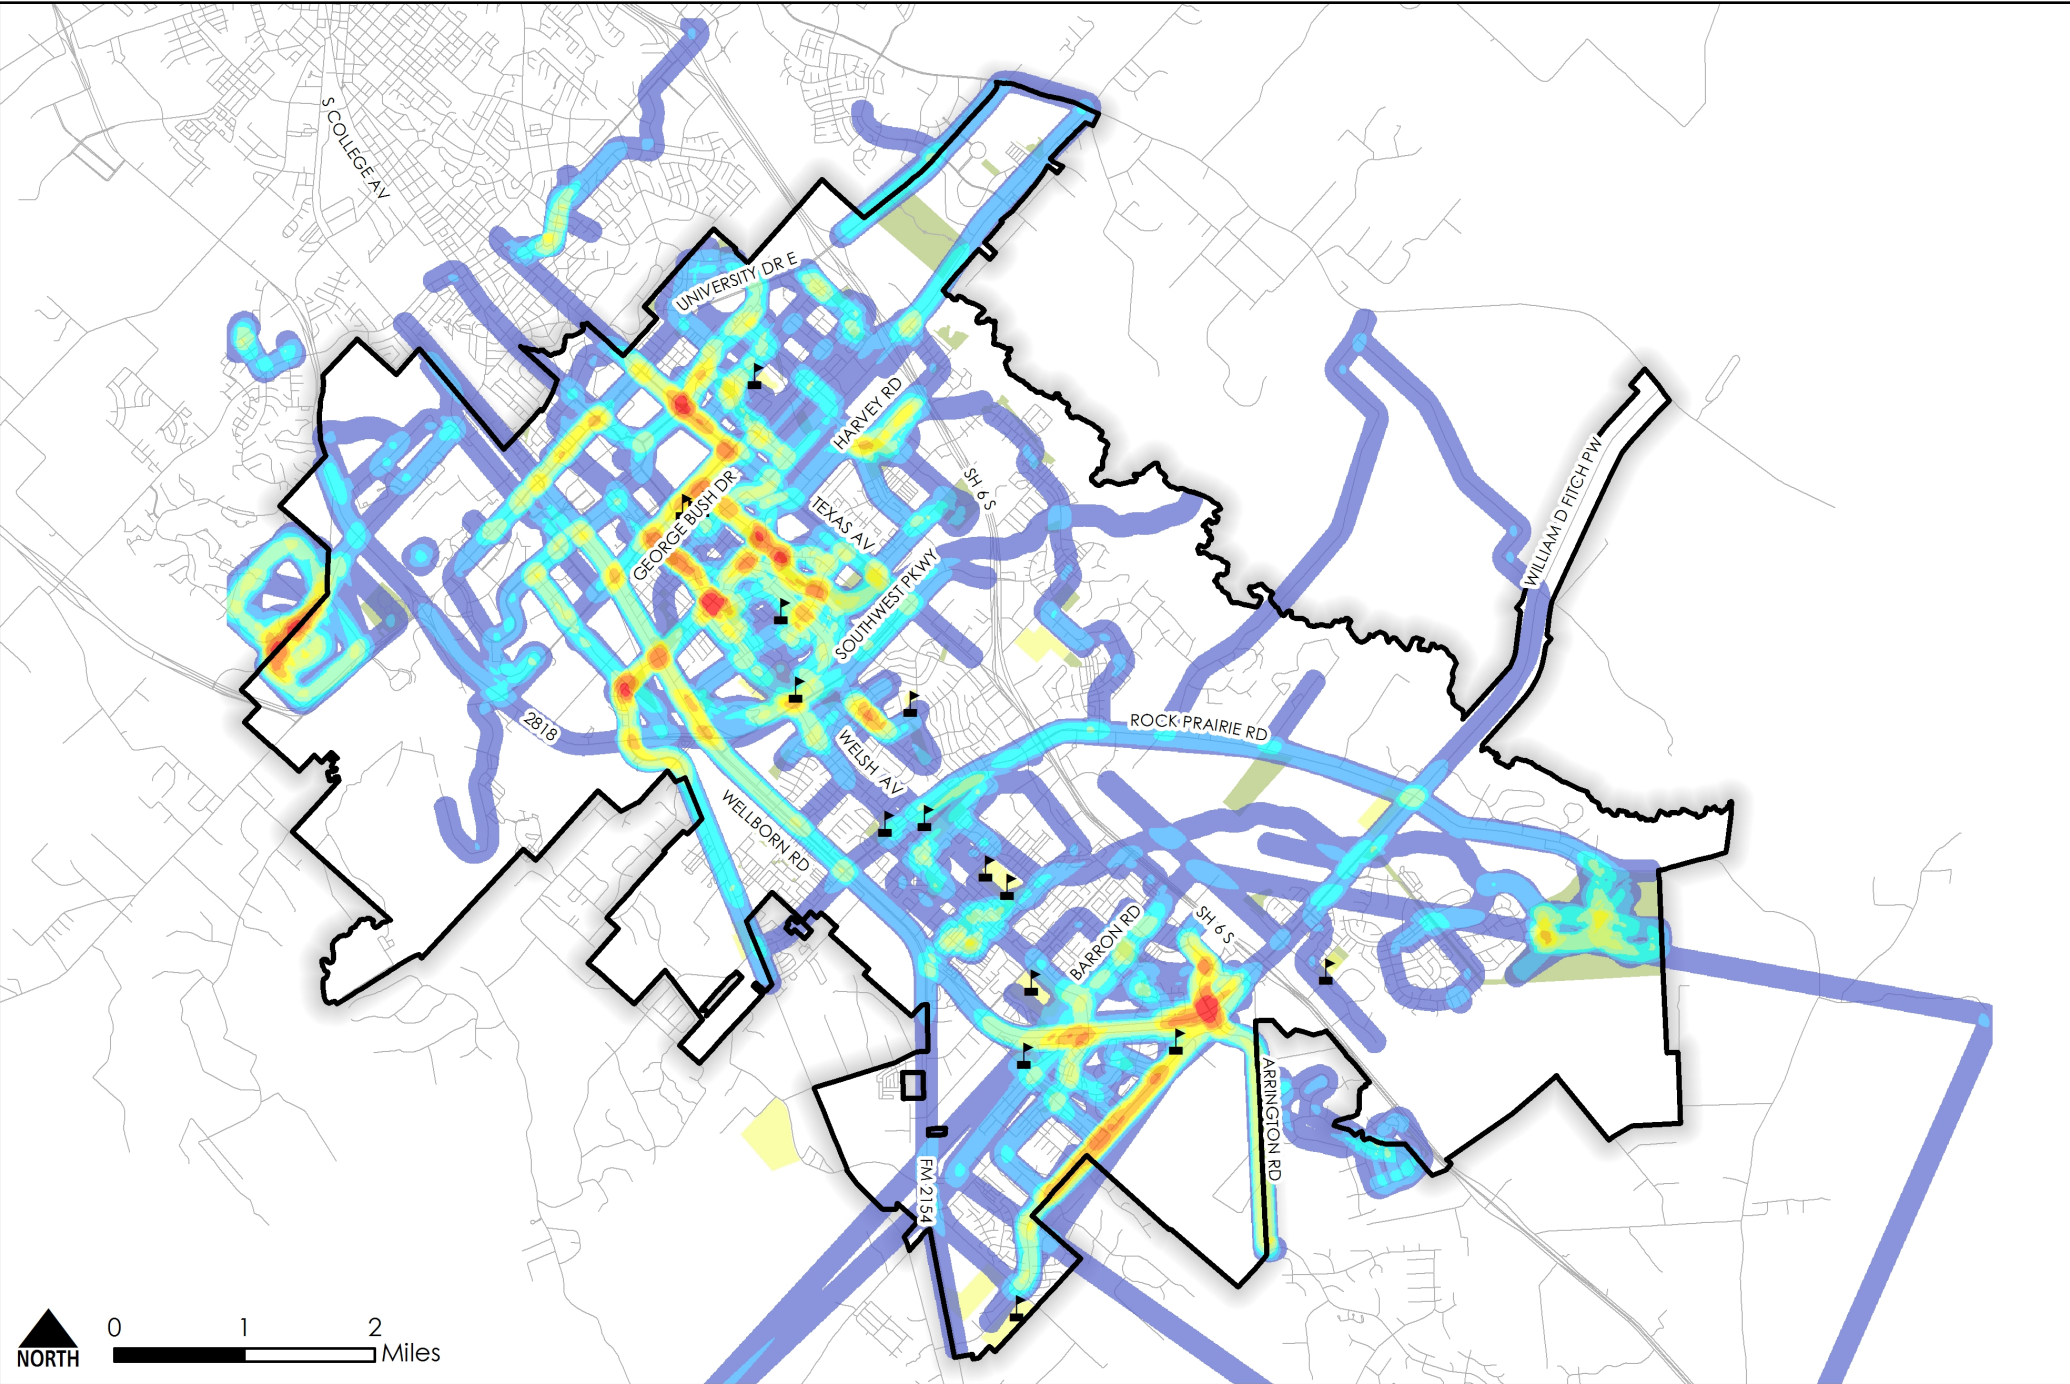 S COLLEGE AV
UNIVERSITY DR E
HARVEY RD
GEORGE BUSH DR
TEXAS AV
SH 6 S
WILLIAM D FITCH PW
SOUTHWEST PKWY
2818
WELSH AV
ROCK PRAIRIE RD
WELLBORN RD
BARRON RD
SH 6 S
ARRINGTON RD
FM 2154
NORTH
0 1 2
Miles